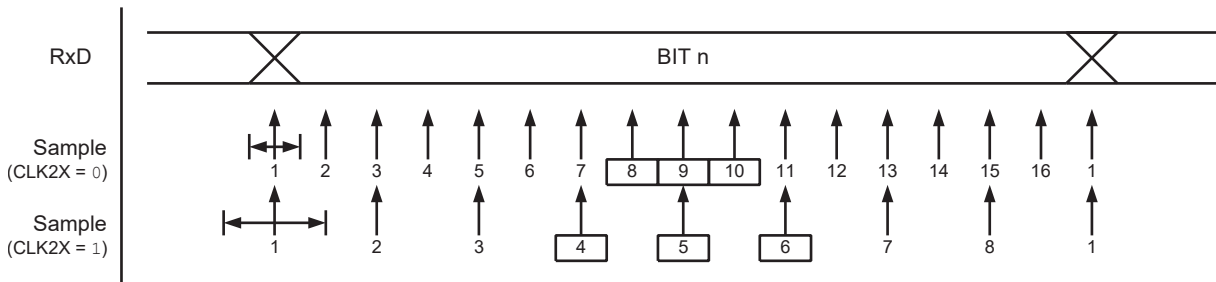 RxD BIT n
Sample
(CLK2X = 0)
1 2 3 4 5 6 7 8 9 10 11 12 13 14 15 16 1
Sample
(CLK2X = 1)
1 2 3 4 5 6 7 8 1